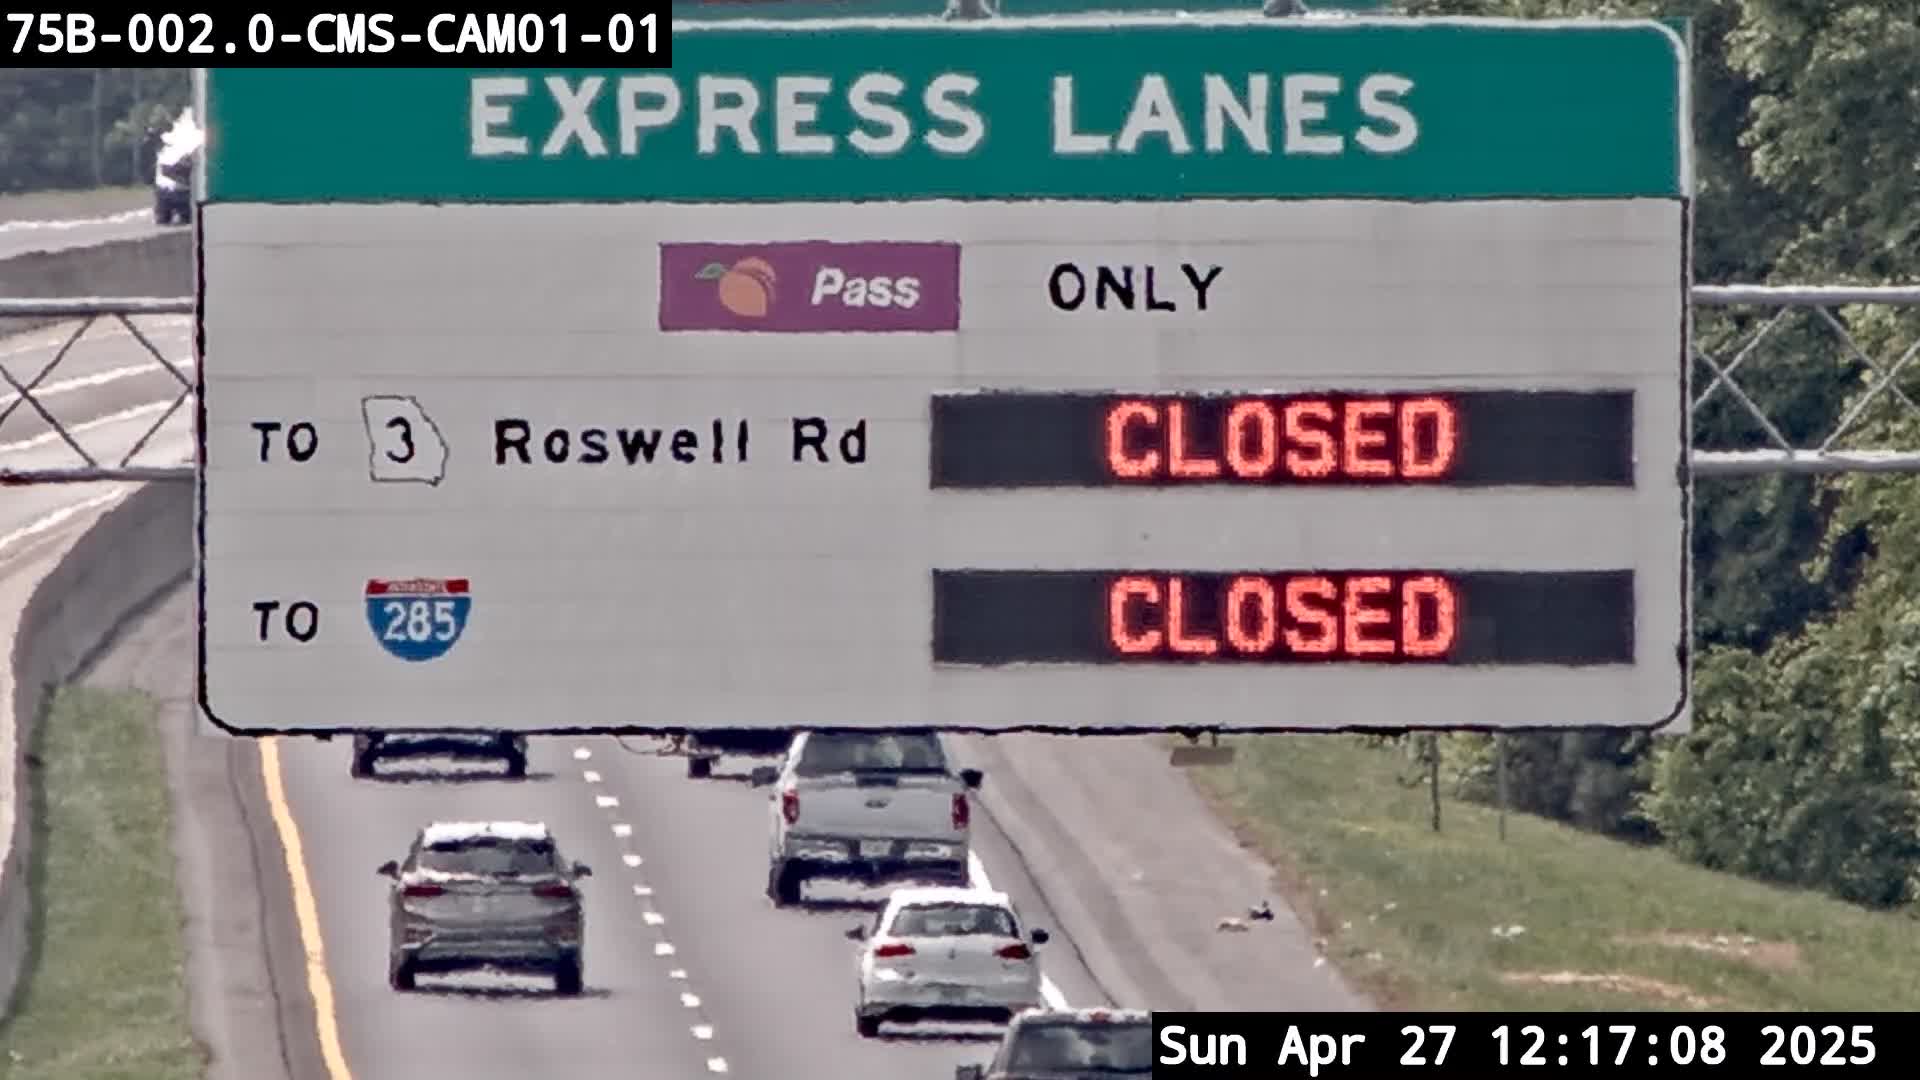 75B-002.0-CMS-CAM01-01
EXPRESS LANES
Pass ONLY
TO 3 Roswell Rd CLOSED
TO 285 CLOSED
Sun Apr 27 12:17:08 2025